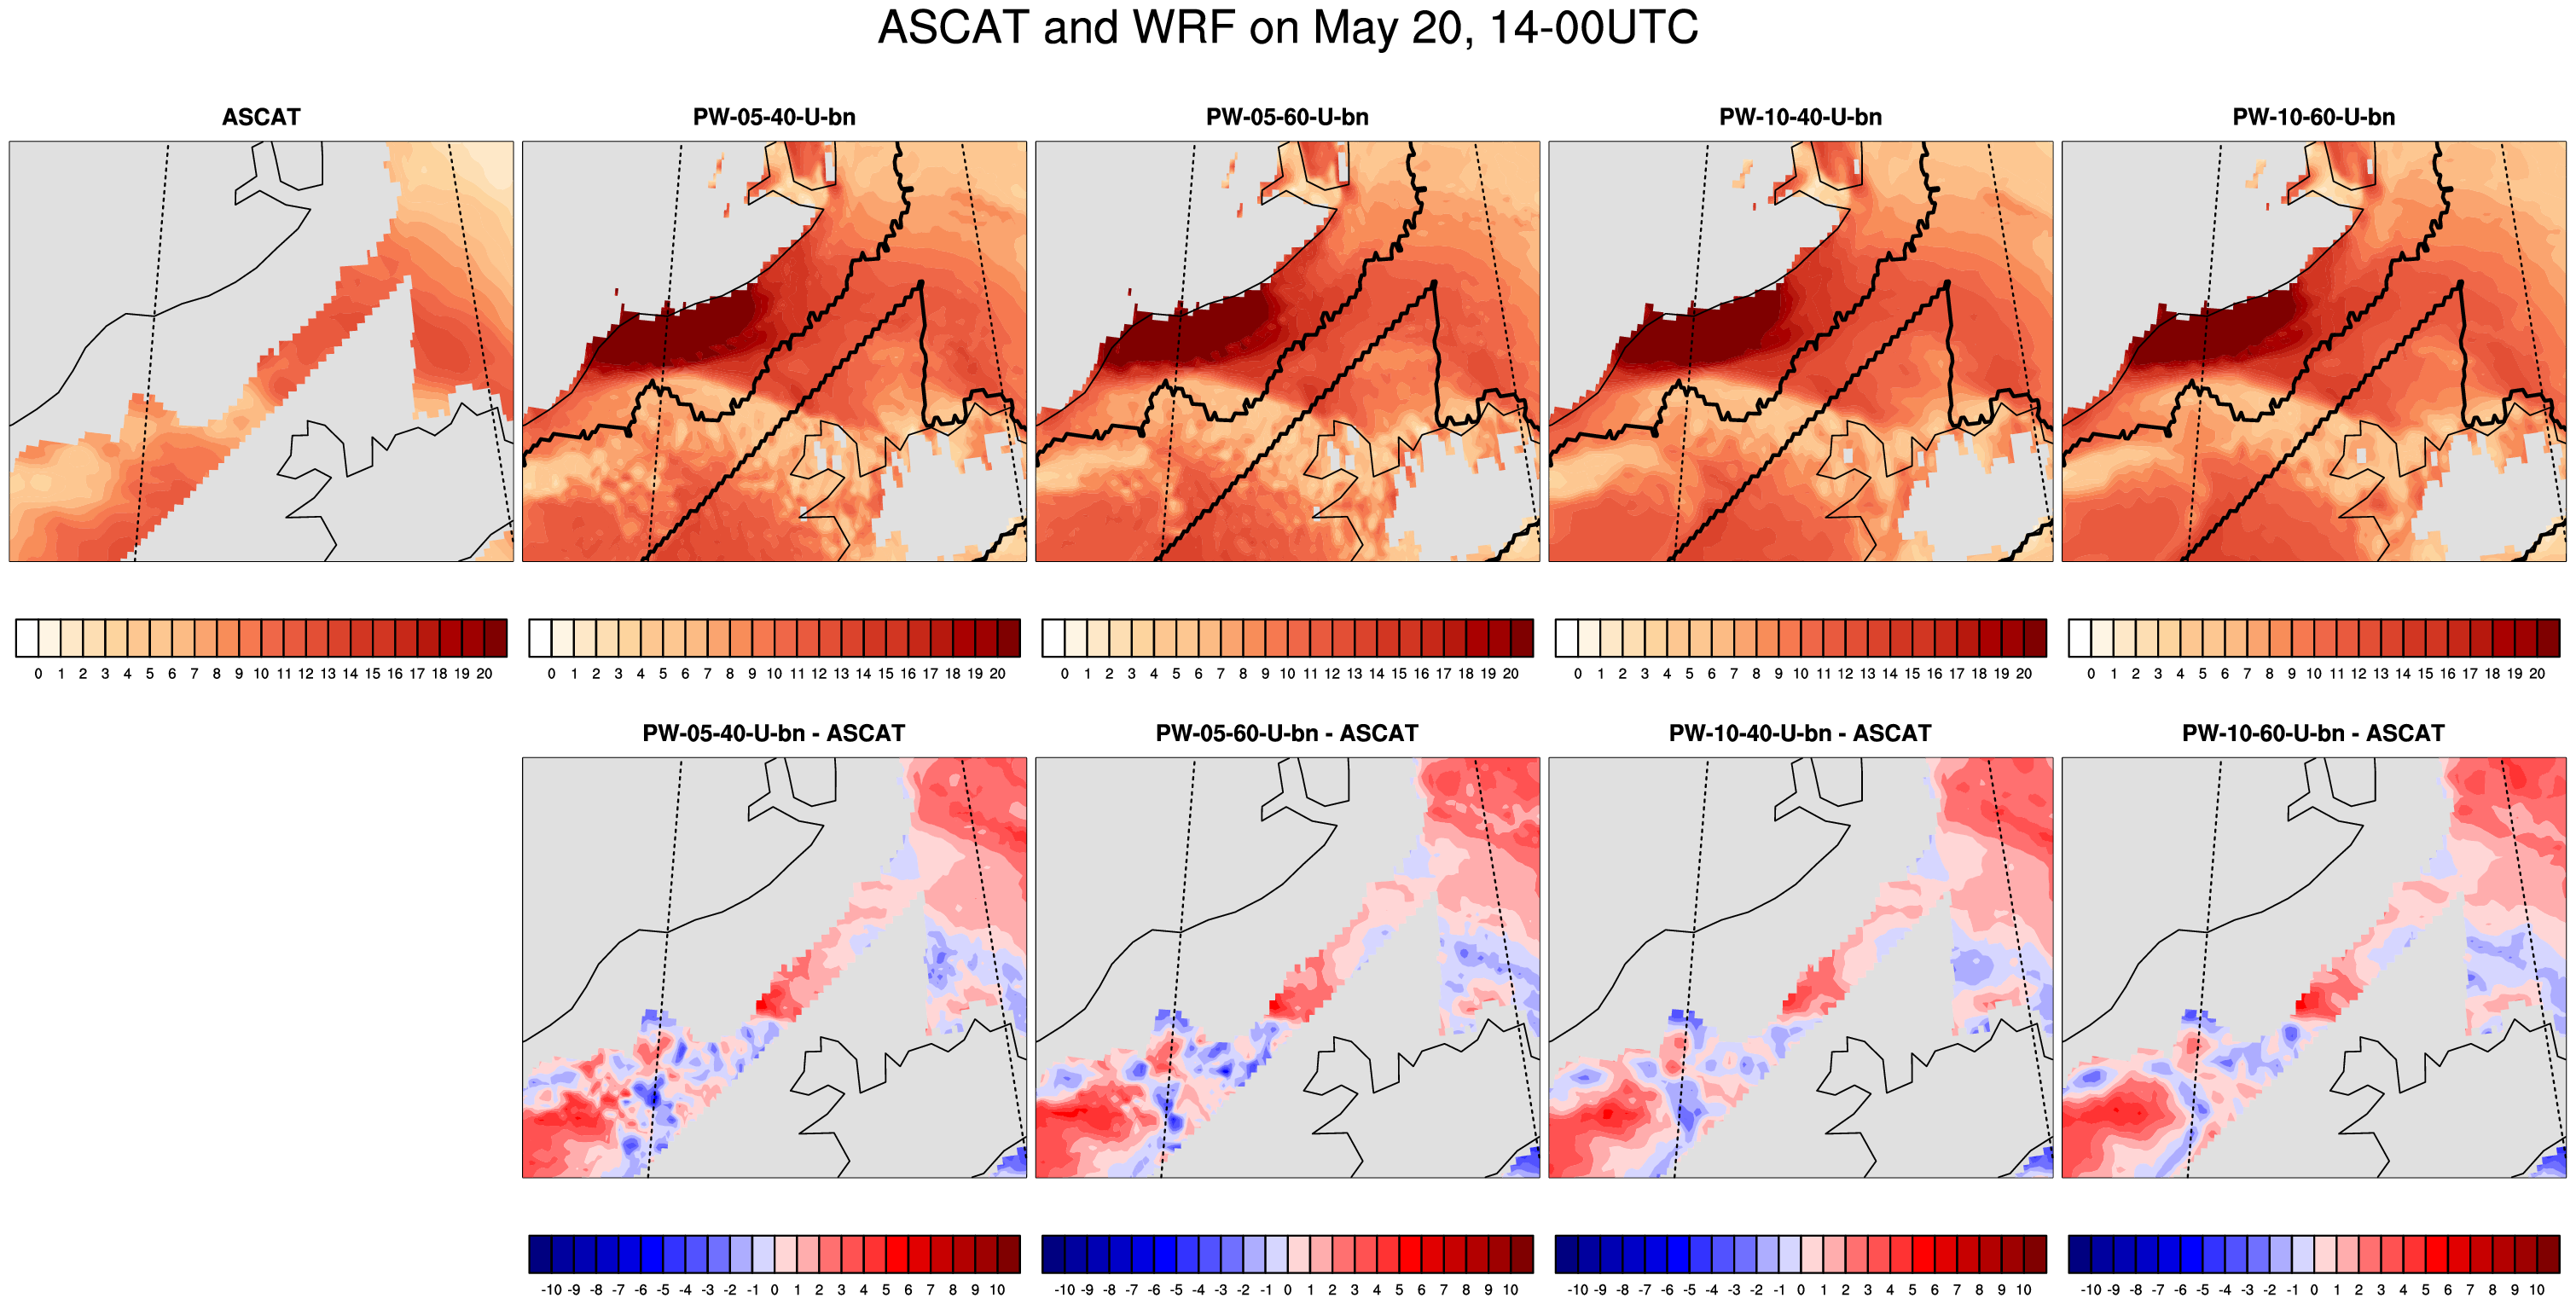 ASCAT and WRF on May 20, 14-00UTC
ASCAT PW-05-40-U-bn PW-05-60-U-bn PW-10-40-U-bn PW-10-60-U-bn
0 1 2 3 4 5 6 7 8 9 10 11 12 13 14 15 16 17 18 19 20 0 1 2 3 4 5 6 7 8 9 10 11 12 13 14 15 16 17 18 19 20 0 1 2 3 4 5 6 7 8 9 10 11 12 13 14 15 16 17 18 19 20 0 1 2 3 4 5 6 7 8 9 10 11 12 13 14 15 16 17 18 19 20 0 1 2 3 4 5 6 7 8 9 10 11 12 13 14 15 16 17 18 19 20
PW-05-40-U-bn - ASCAT PW-05-60-U-bn - ASCAT PW-10-40-U-bn - ASCAT PW-10-60-U-bn - ASCAT
-10 -9 -8 -7 -6 -5 -4 -3 -2 -1 0 1 2 3 4 5 6 7 8 9 10 -10 -9 -8 -7 -6 -5 -4 -3 -2 -1 0 1 2 3 4 5 6 7 8 9 10 -10 -9 -8 -7 -6 -5 -4 -3 -2 -1 0 1 2 3 4 5 6 7 8 9 10 -10 -9 -8 -7 -6 -5 -4 -3 -2 -1 0 1 2 3 4 5 6 7 8 9 10